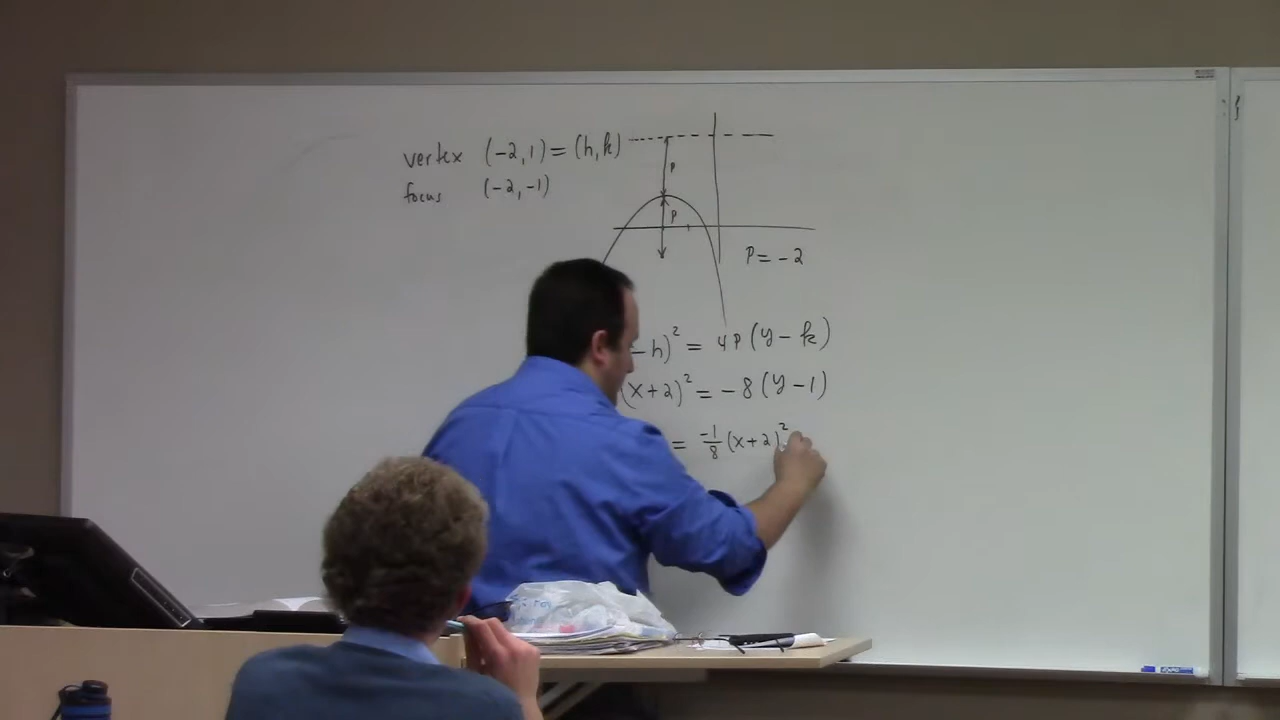 vertex (-2,1) = (h,k)
focus (-2,-1)
P
P
P = -2
- h)² = 4P(y - k)
(x+2)² = -8(y-1)
= -1/8 (x+2)²